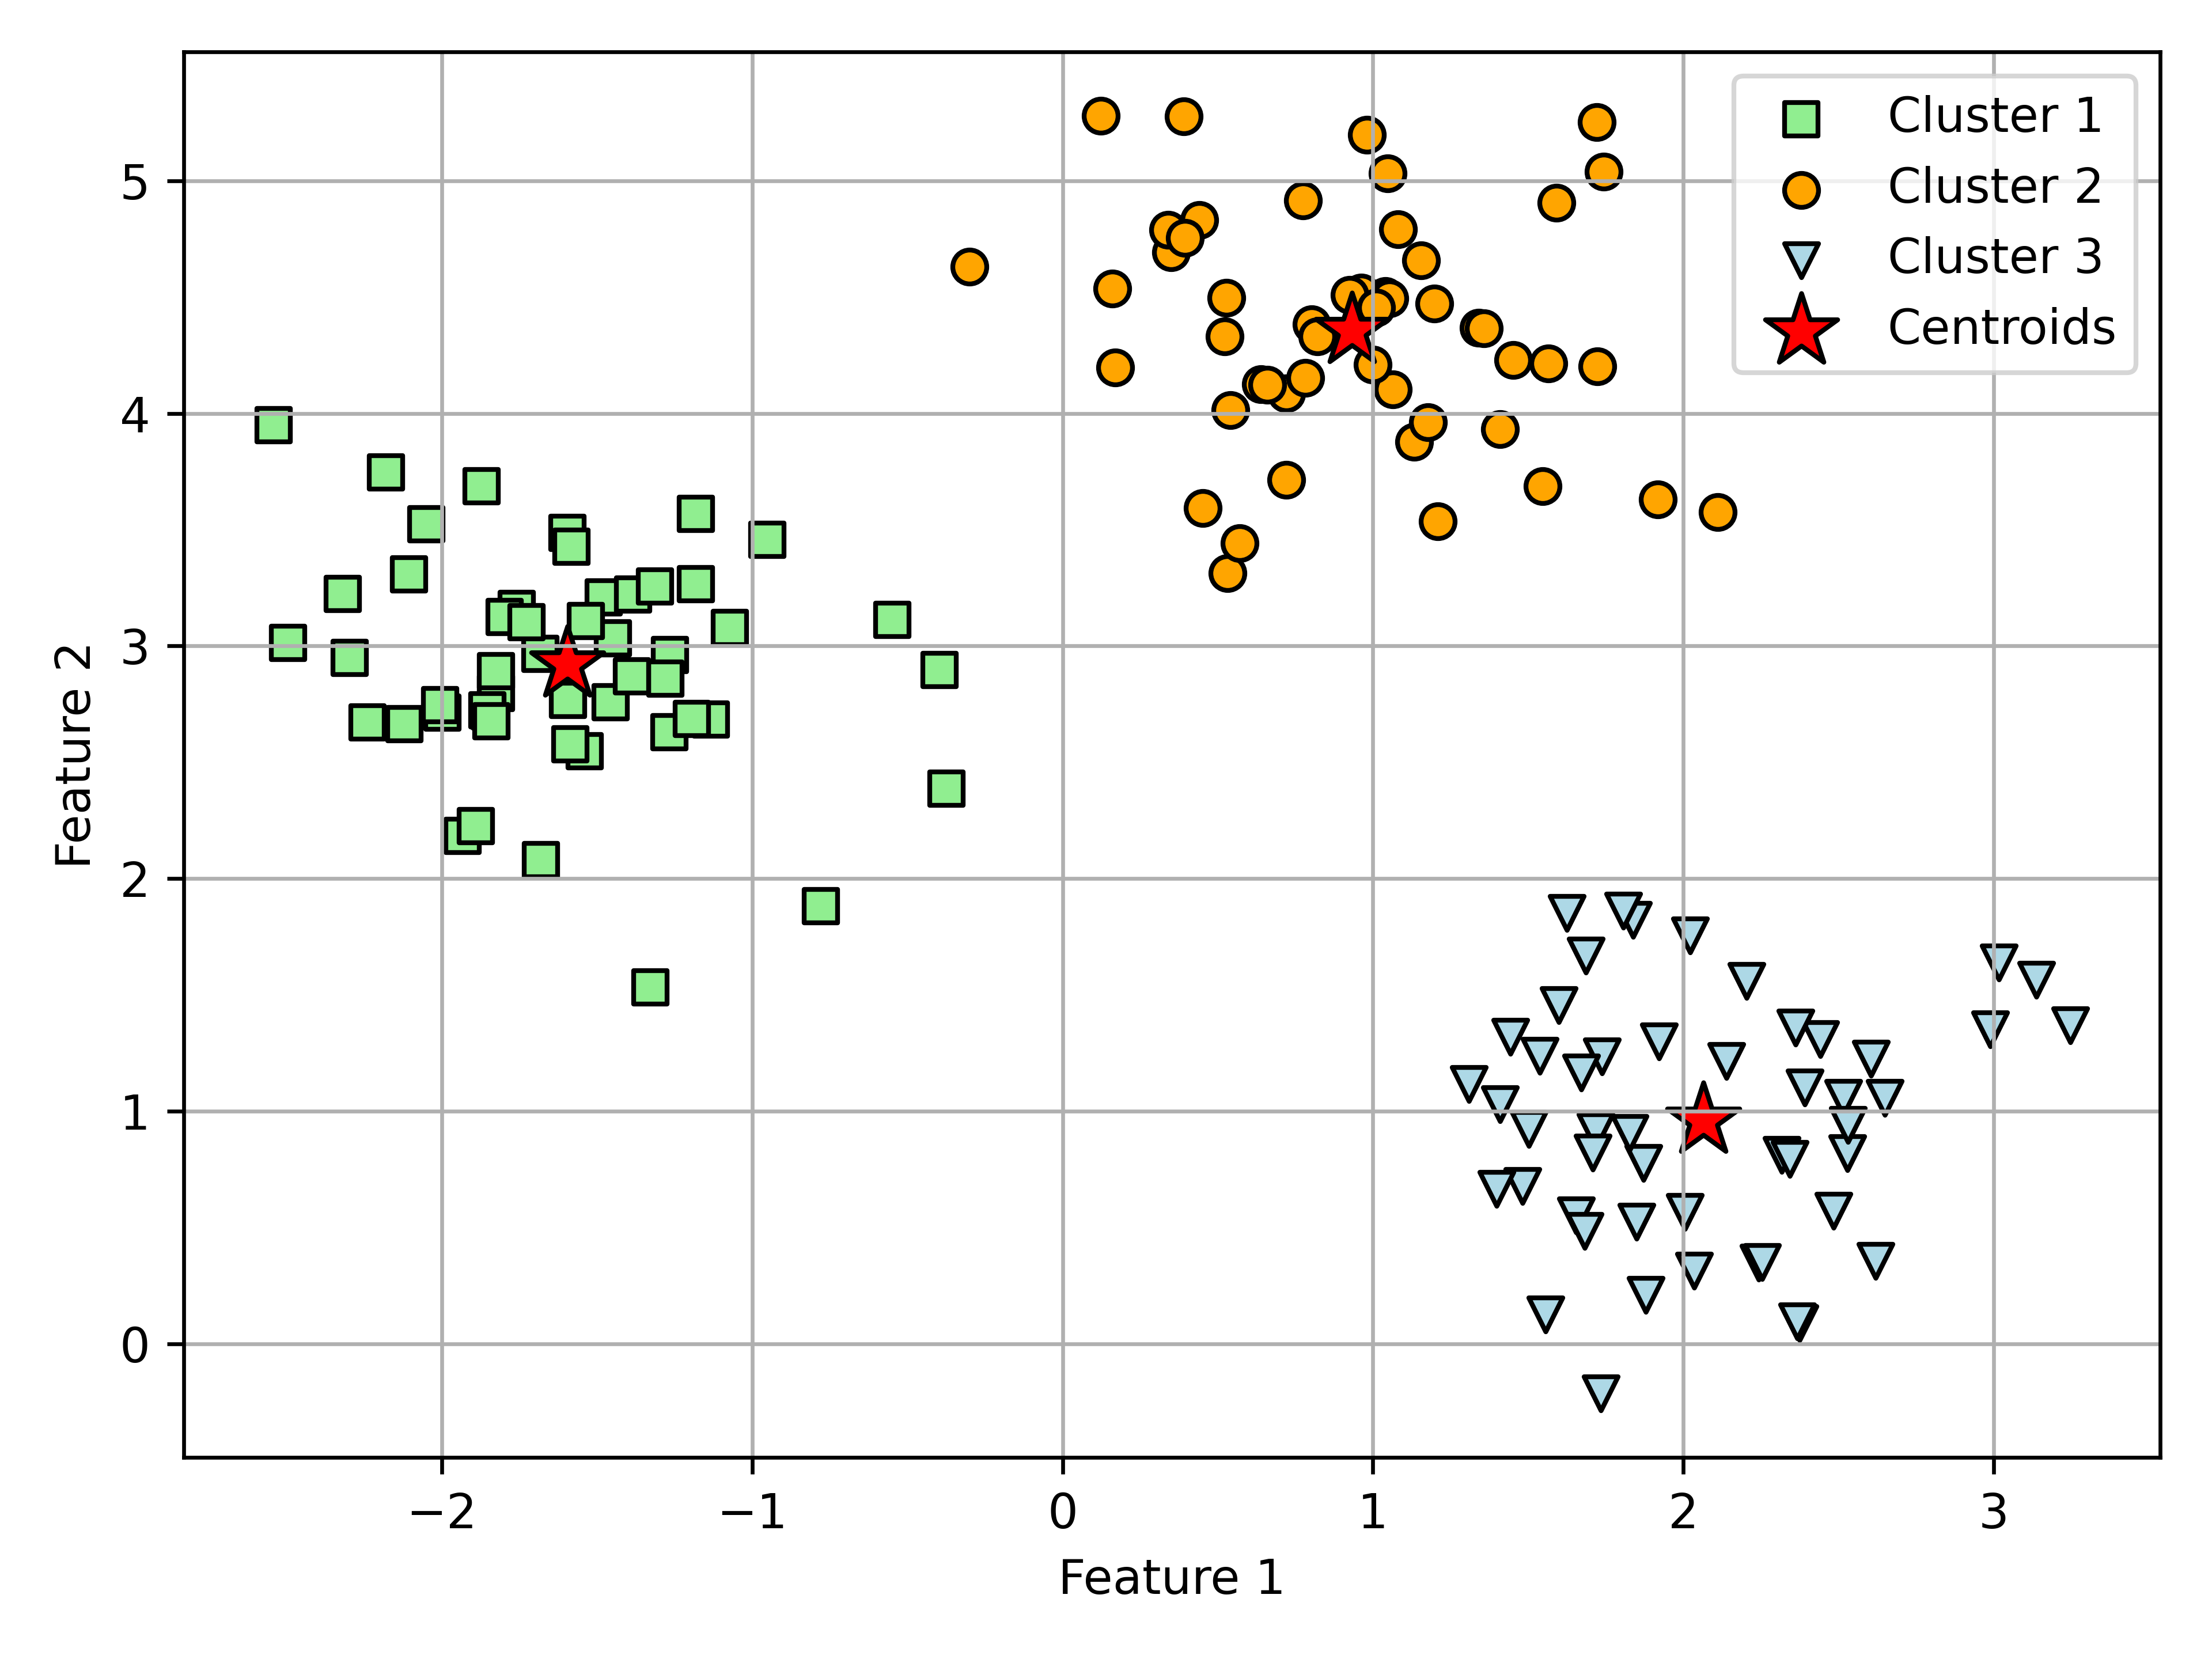 Cluster 1
Cluster 2
Cluster 3
Centroids
5
4
3
2
1
0
Feature 2
−2 −1 0 1 2 3
Feature 1